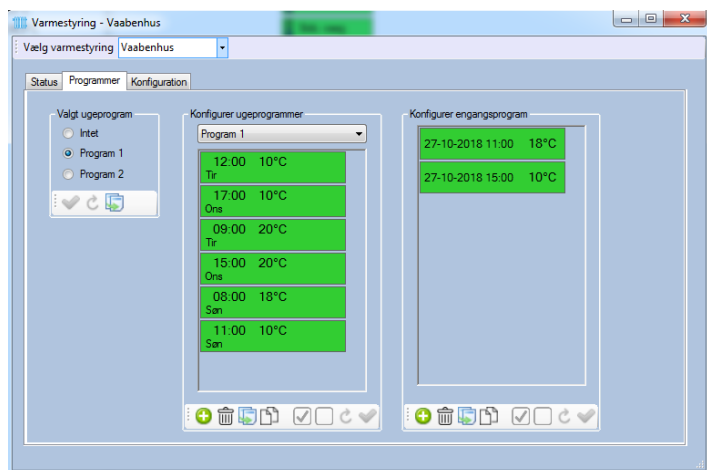 Varmestyring - Vaabenhus
Vælg varmestyring Vaabenhus
Status Programmer Konfiguration
Valgt ugeprogram
Intet
Program 1
Program 2
Konfigurer ugeprogrammer
Program 1
12:00 10°C
Tir
17:00 10°C
Ons
09:00 20°C
Tir
15:00 20°C
Ons
08:00 18°C
Søn
11:00 10°C
Søn
Konfigurer engangsprogram
27-10-2018 11:00 18°C
27-10-2018 15:00 10°C